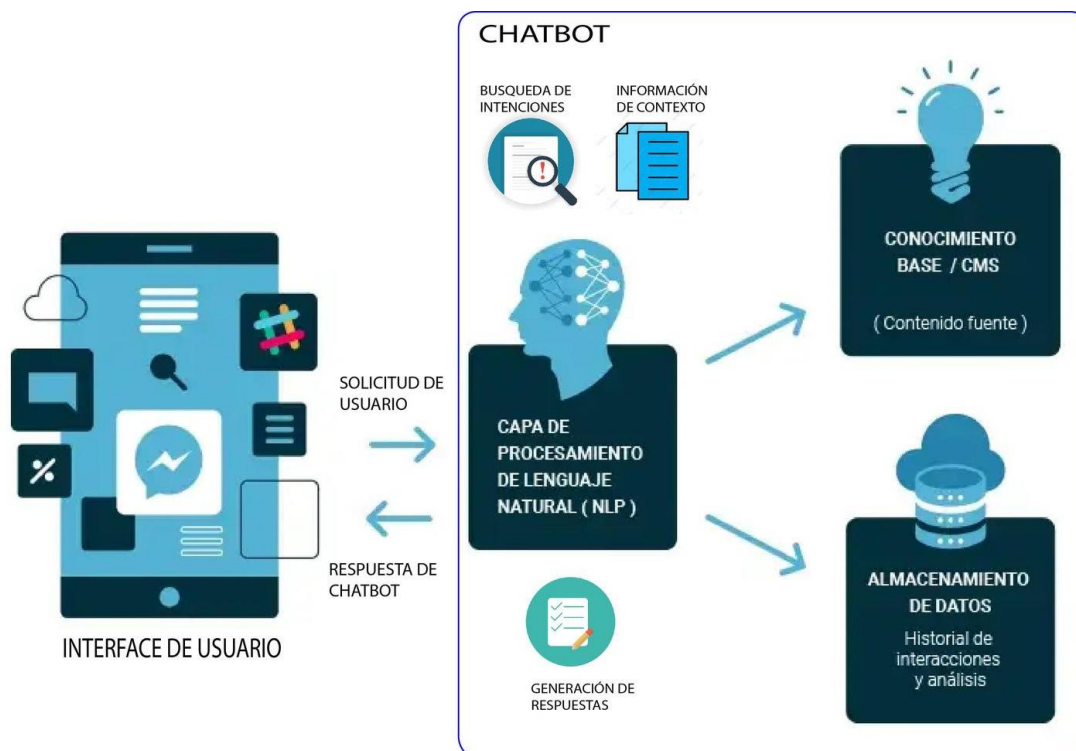 CHATBOT
BUSQUEDA DE
INTENCIONES
INFORMACIÓN
DE CONTEXTO
CONOCIMIENTO
BASE / CMS
( Contenido fuente )
SOLICITUD DE
USUARIO
CAPA DE
PROCESAMIENTO
DE LENGUAJE
NATURAL ( NLP )
RESPUESTA DE
CHATBOT
INTERFACE DE USUARIO
ALMACENAMIENTO
DE DATOS
Historial de
interacciones
y análisis
GENERACIÓN DE
RESPUESTAS